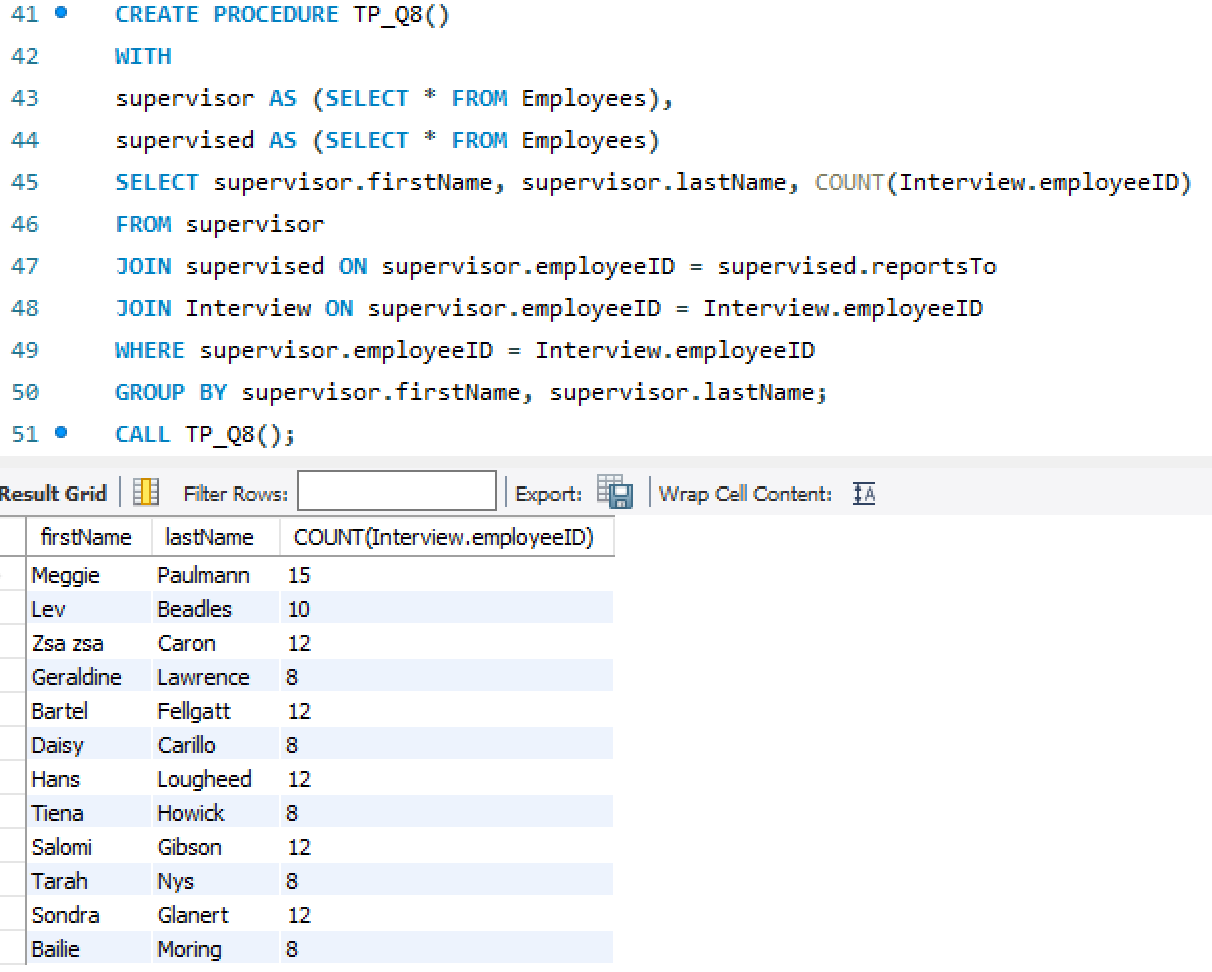 41 CREATE PROCEDURE TP_Q8()
42 WITH
43 supervisor AS (SELECT * FROM Employees),
44 supervised AS (SELECT * FROM Employees)
45 SELECT supervisor.firstName, supervisor.lastName, COUNT(Interview.employeeID)
46 FROM supervisor
47 JOIN supervised ON supervisor.employeeID = supervised.reportsTo
48 JOIN Interview ON supervisor.employeeID = Interview.employeeID
49 WHERE supervisor.employeeID = Interview.employeeID
50 GROUP BY supervisor.firstName, supervisor.lastName;
51 CALL TP_Q8();
Result Grid Filter Rows: Export: Wrap Cell Content: IA
firstName lastName COUNT(Interview.employeeID)
Meggie Paulmann 15
Lev Beadles 10
Zsa zsa Caron 12
Geraldine Lawrence 8
Bartel Fellgatt 12
Daisy Carillo 8
Hans Lougheed 12
Tiena Howick 8
Salomi Gibson 12
Tarah Nys 8
Sondra Glanert 12
Bailie Moring 8